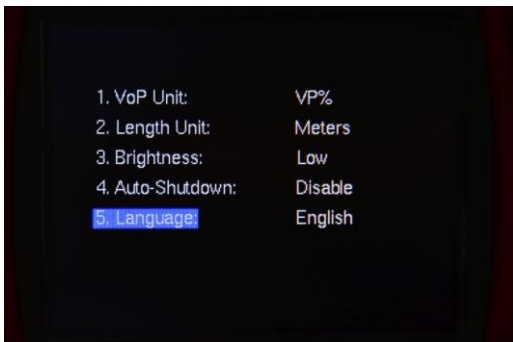 1. VoP Unit: VP%
2. Length Unit: Meters
3. Brightness: Low
4. Auto-Shutdown: Disable
5. Language: English